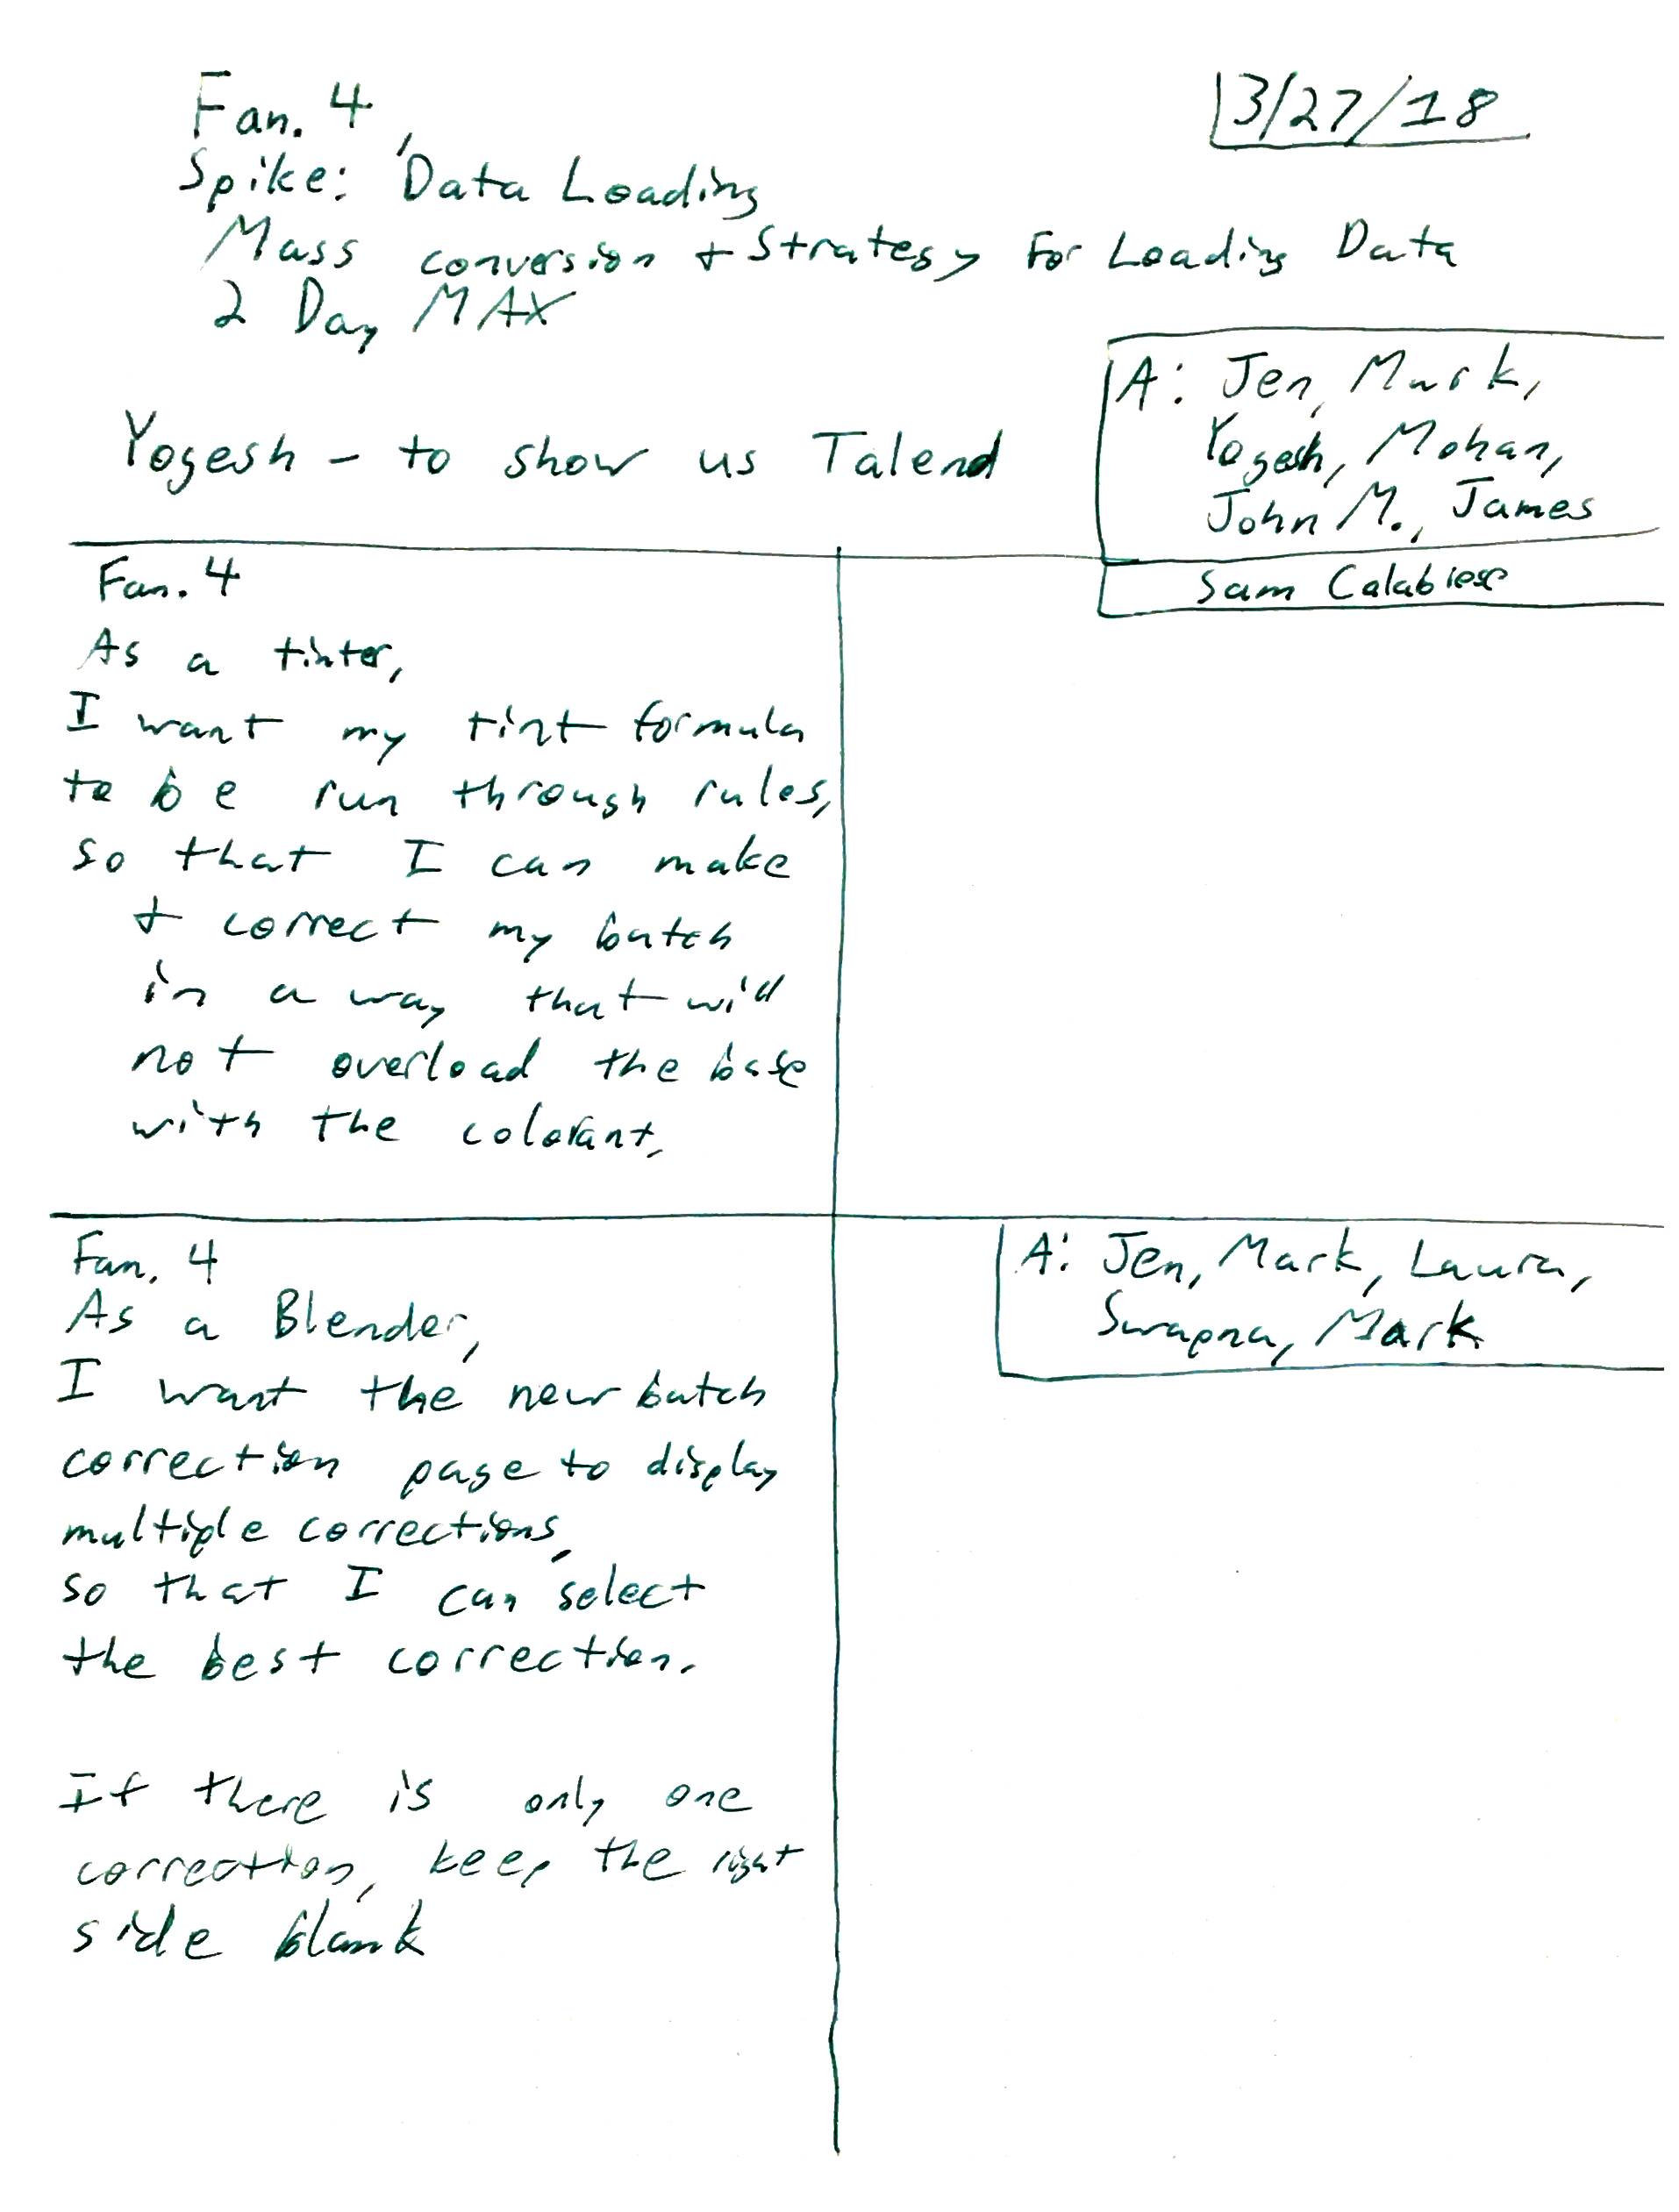 Fan. 4
3/27/18
Spike: Data Loading
Mass conversion + Strategy For Loading Data
2 Day MAX
A: Jen, Mark,
Yogesh, Mohan,
John M., James
Yogesh - to show us Talend
Sam Calabrese
Fan. 4
As a tinter,
I want my tint formula
to be run through rules,
so that I can make
+ correct my batch
in a way that will
not overload the base
with the colorant.
Fan. 4
As a Blender,
I want the new batch
correction page to display
multiple corrections,
so that I can select
the best correction.
If there is only one
correction, keep the right
side blank
A: Jen, Mark, Laura,
Swapna, Mark